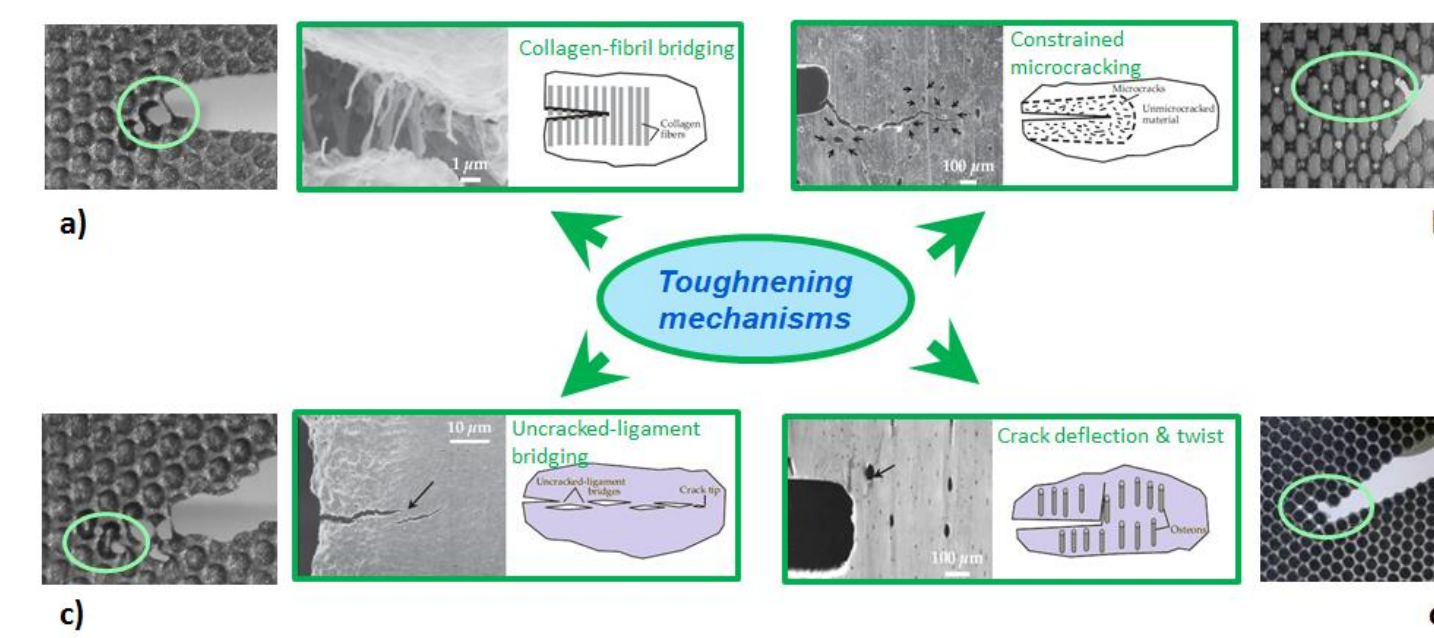 Collagen-fibril bridging
1 μm
Collagen
fibers
a)
Constrained
microcracking
Microcracks
Unmicrocracked
material
100 μm
Toughnening
mechanisms
10 μm
Uncracked-ligament
bridging
Uncracked-ligament
bridges
Crack tip
c)
Crack deflection & twist
100 μm
Osteons